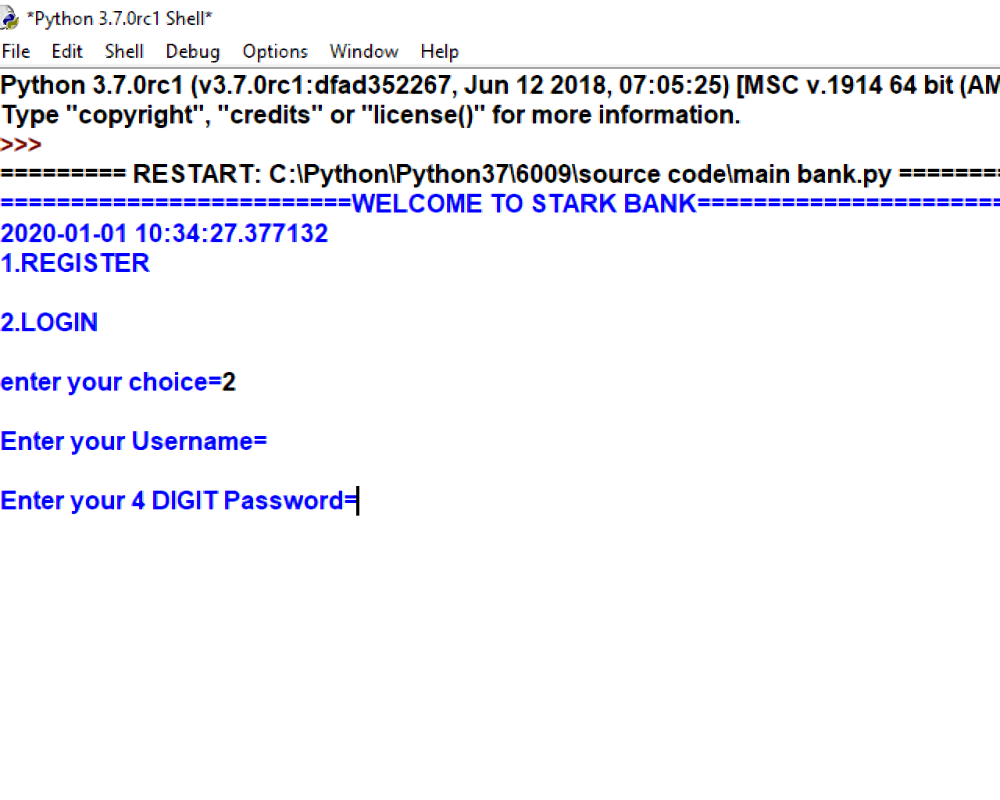 *Python 3.7.0rc1 Shell*
File Edit Shell Debug Options Window Help
Python 3.7.0rc1 (v3.7.0rc1:dfad352267, Jun 12 2018, 07:05:25) [MSC v.1914 64 bit (AM
Type "copyright", "credits" or "license()" for more information.
>>>
========= RESTART: C:\Python\Python37\6009\source code\main bank.py ========
=========================WELCOME TO STARK BANK======================
2020-01-01 10:34:27.377132
1.REGISTER
2.LOGIN
enter your choice=2
Enter your Username=
Enter your 4 DIGIT Password=